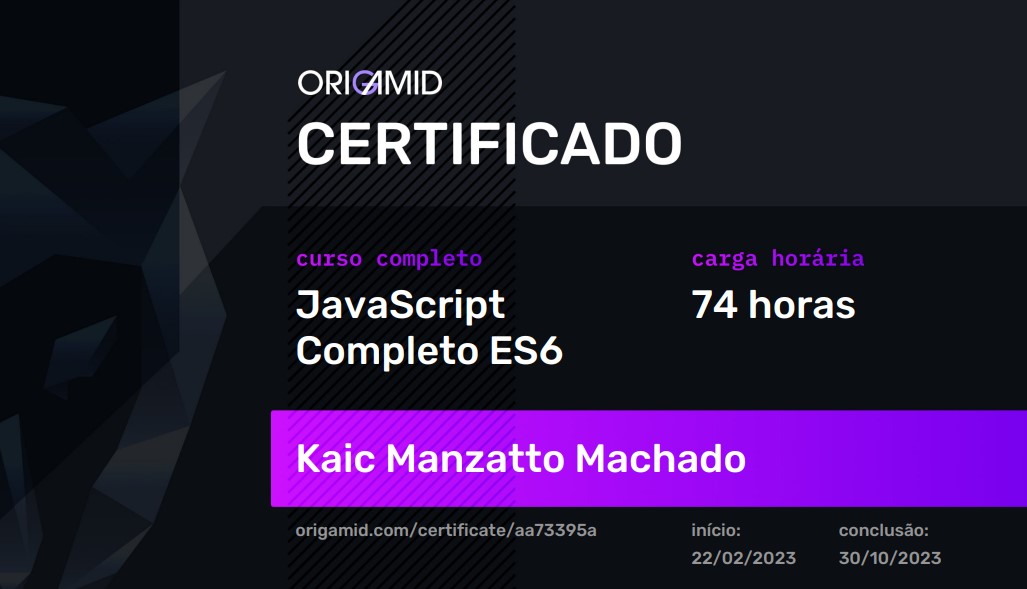 ORIGAMID
CERTIFICADO
curso completo
JavaScript
Completo ES6
carga horária
74 horas
Kaic Manzatto Machado
origamid.com/certificate/aa73395a
início:
22/02/2023
conclusão:
30/10/2023